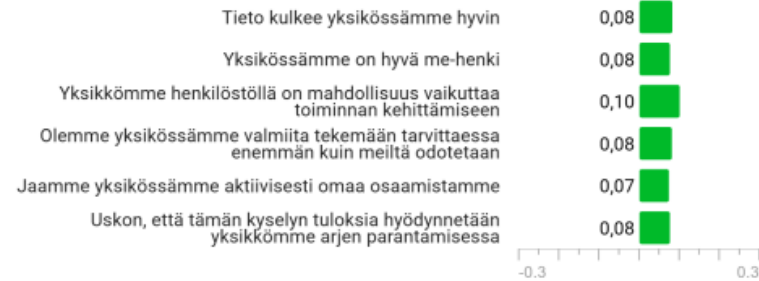 Tieto kulkee yksikössämme hyvin 0,08
Yksikössämme on hyvä me-henki 0,08
Yksikkömme henkilöstöllä on mahdollisuus vaikuttaa
toiminnan kehittämiseen 0,10
Olemme yksikössämme valmiita tekemään tarvittaessa
enemmän kuin meiltä odotetaan 0,08
Jaamme yksikössämme aktiivisesti omaa osaamistamme 0,07
Uskon, että tämän kyselyn tuloksia hyödynnetään
yksikkömme arjen parantamisessa 0,08
-0.3 0.3